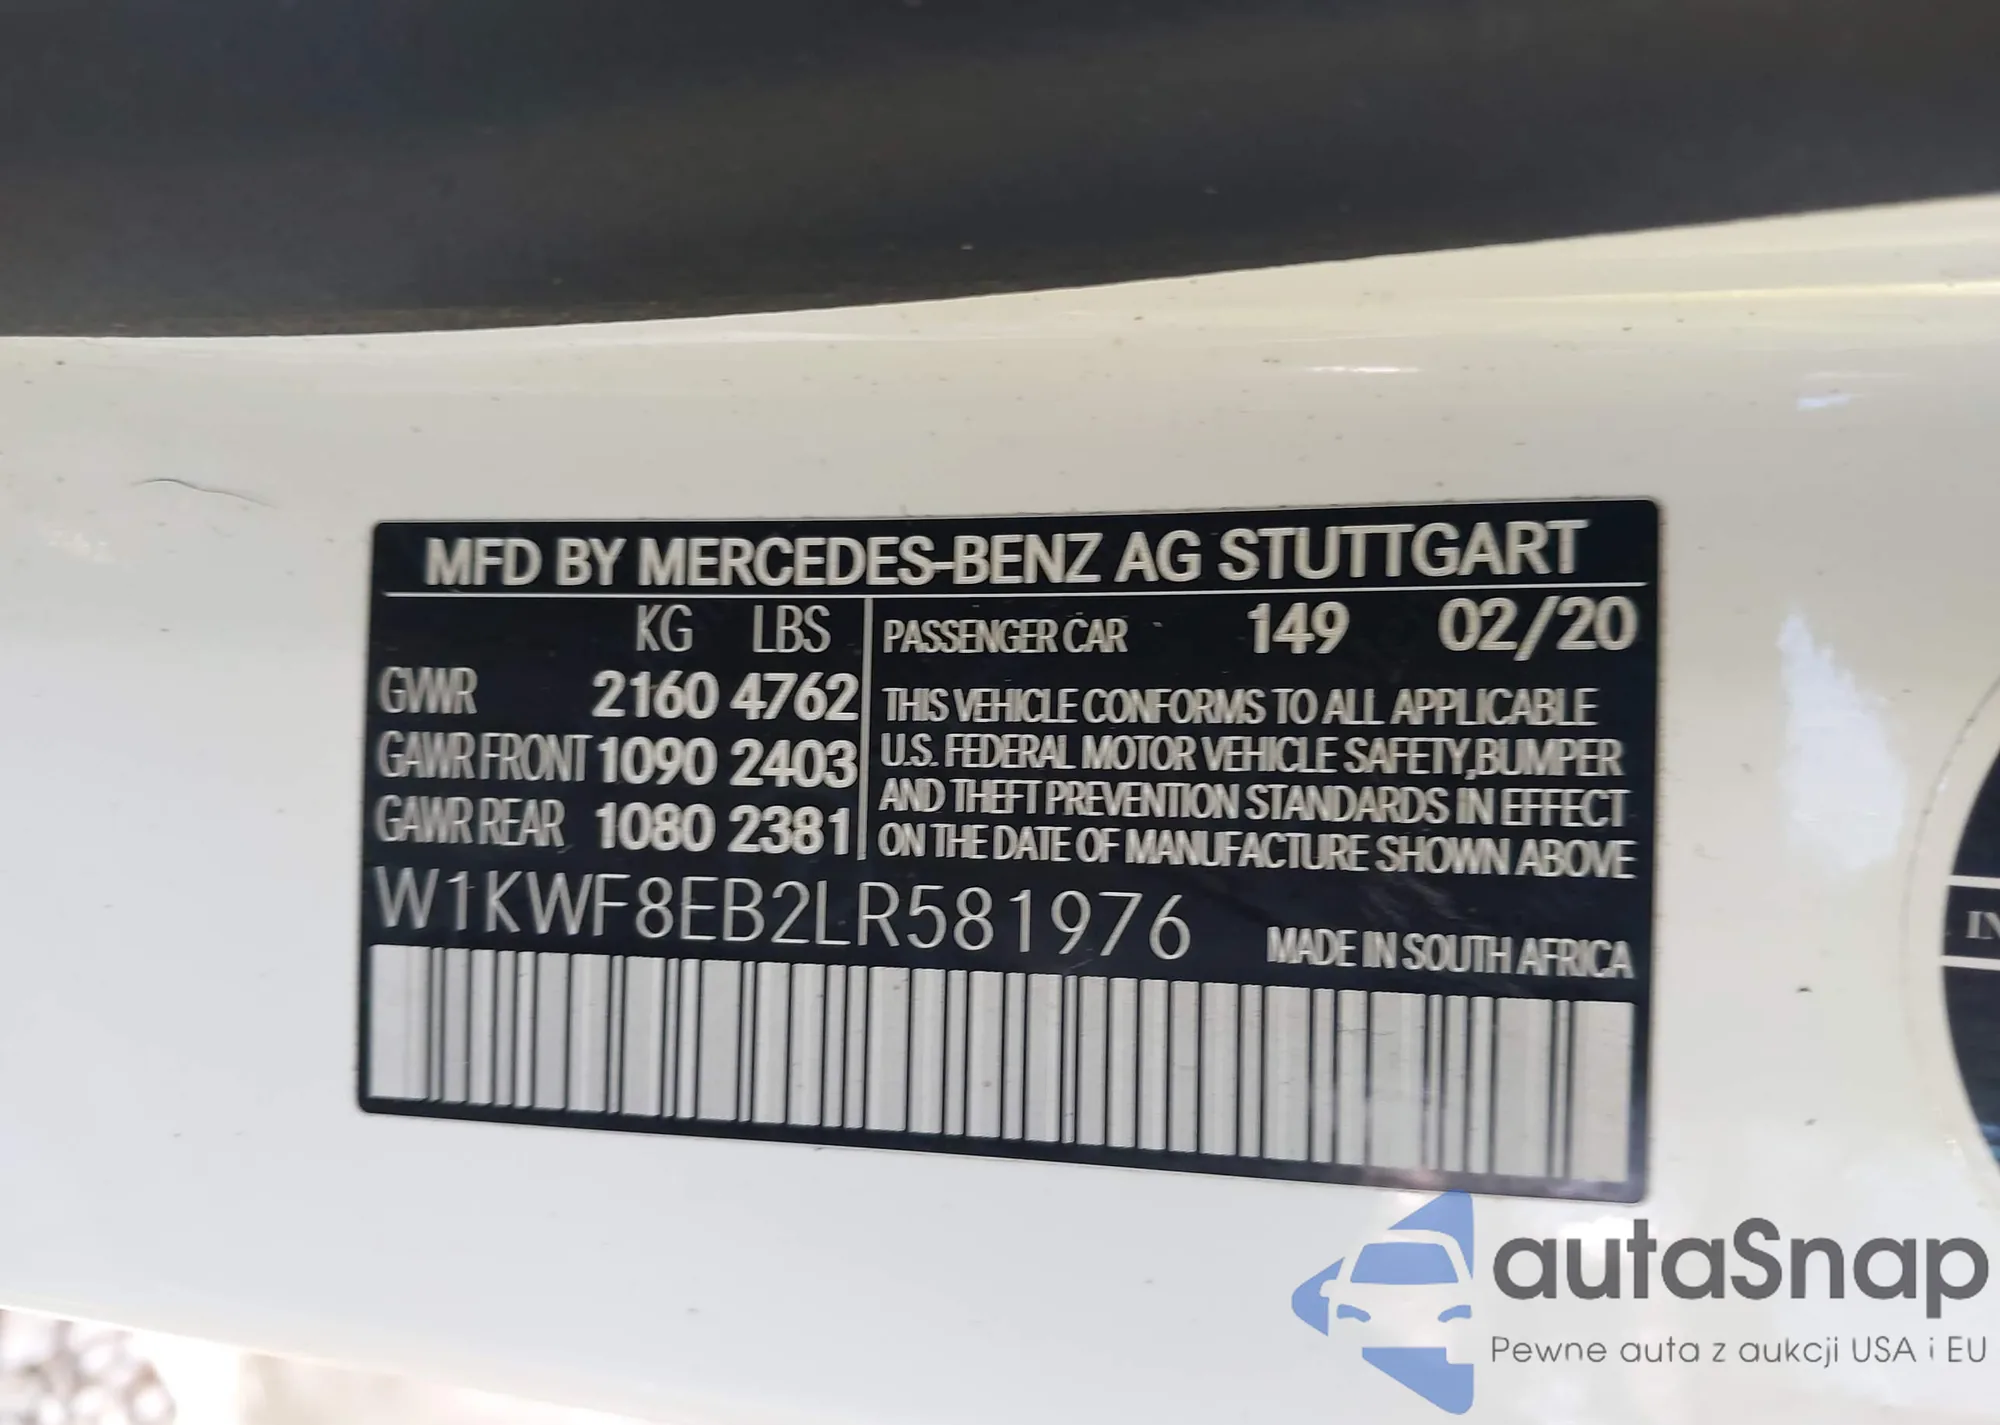 MFD BY MERCEDES-BENZ AG STUTTGART
KG LBS
GVWR 2160 4762
GAWR FRONT 1090 2403
GAWR REAR 1080 2381
PASSENGER CAR 149 02/20
THIS VEHICLE CONFORMS TO ALL APPLICABLE
U.S. FEDERAL MOTOR VEHICLE SAFETY,BUMPER
AND THEFT PREVENTION STANDARDS IN EFFECT
ON THE DATE OF MANUFACTURE SHOWN ABOVE
W1KWF8EB2LR581976
MADE IN SOUTH AFRICA
autaSnap
Pewne auta z aukcji USA i EU